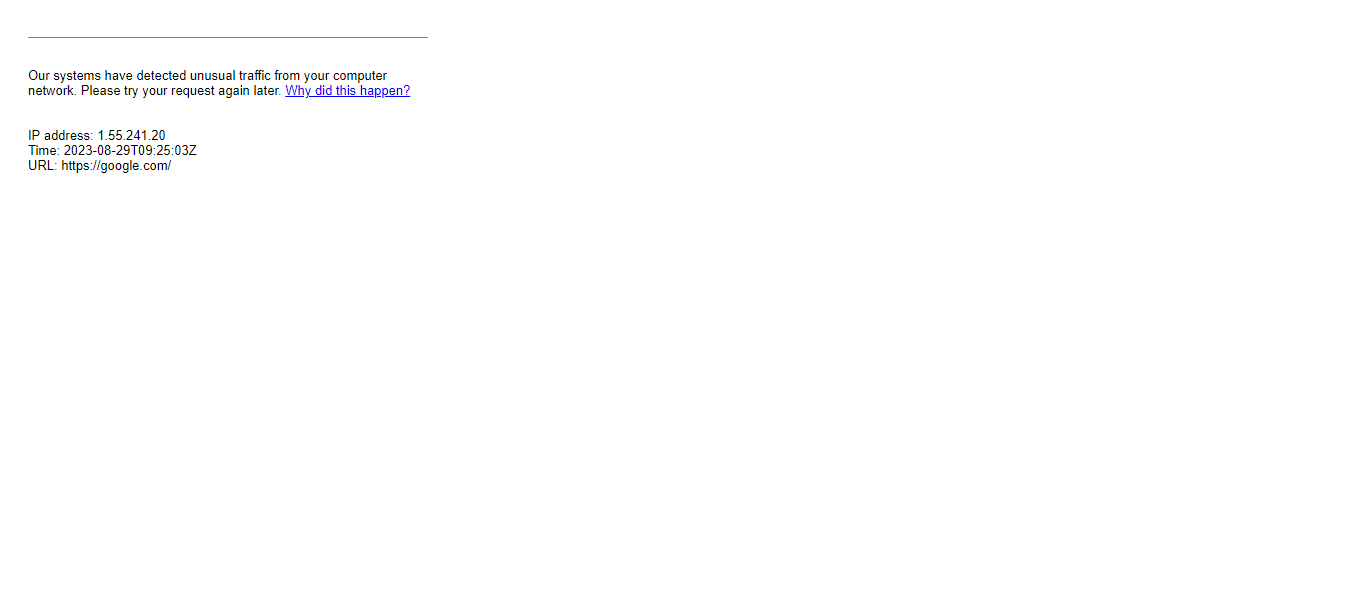 Our systems have detected unusual traffic from your computer
network. Please try your request again later. Why did this happen?
IP address: 1.55.241.20
Time: 2023-08-29T09:25:03Z
URL: https://google.com/